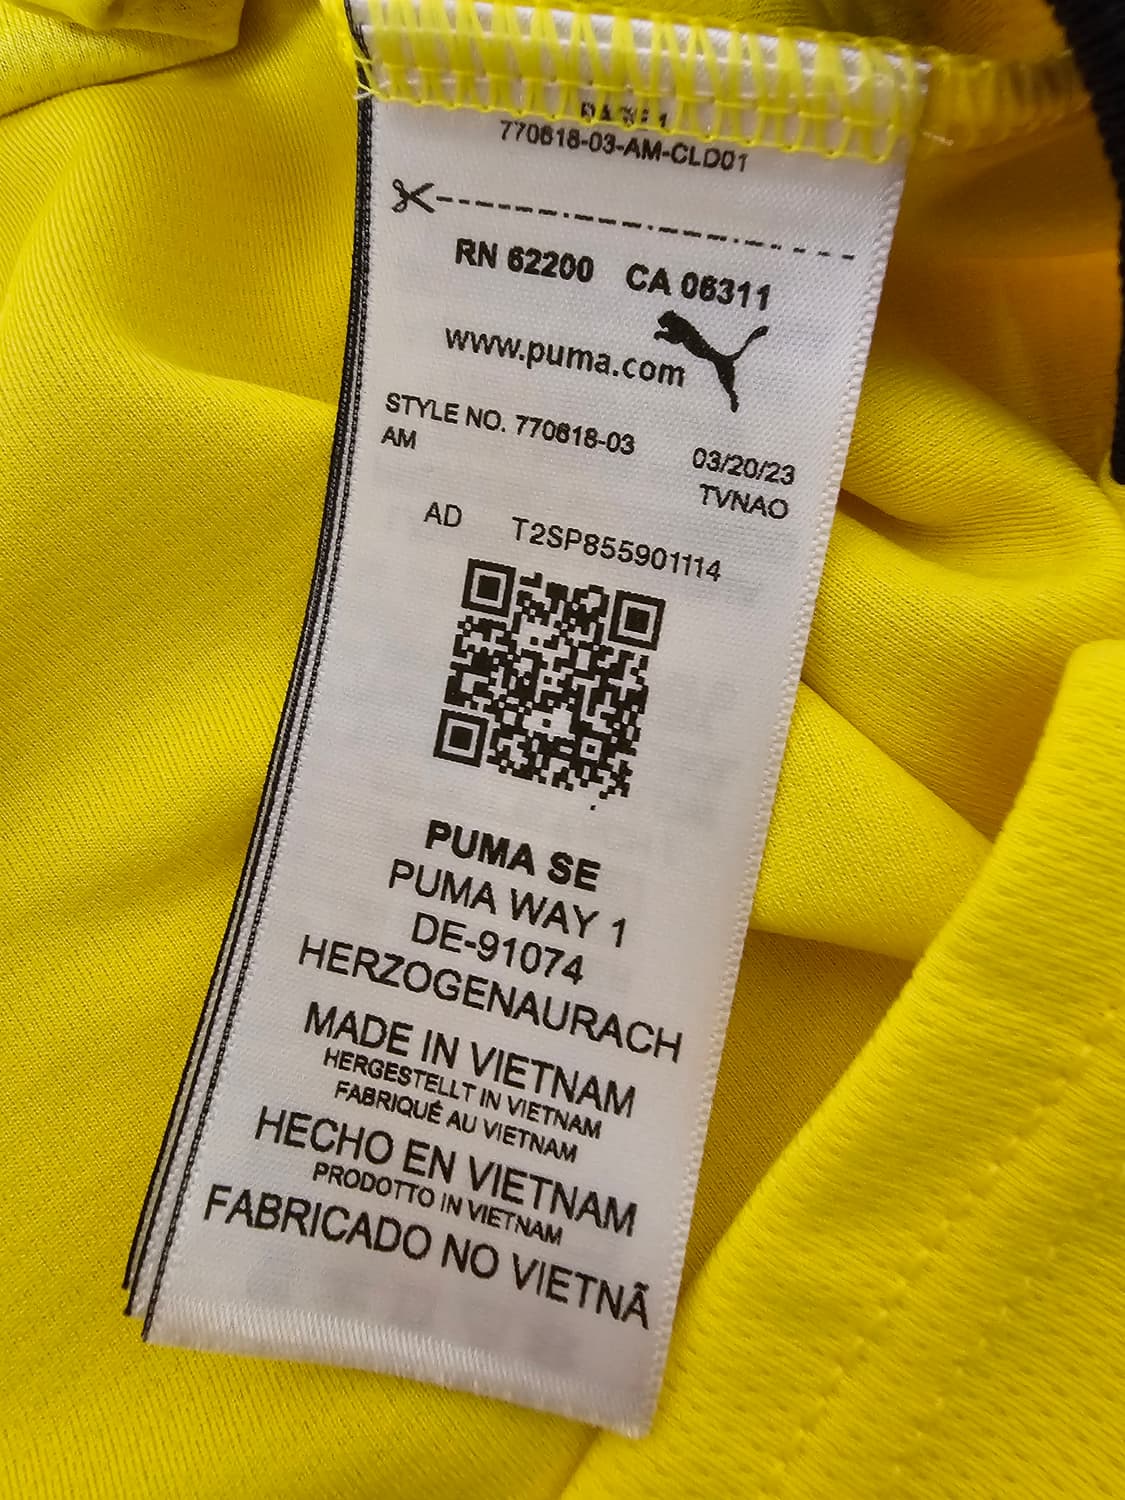 PAGE 1
770618-03-AM-CLD01
RN 62200 CA 06311
www.puma.com
STYLE NO. 770618-03 03/20/23
AM TVNAO
AD T2SP855901114
PUMA SE
PUMA WAY 1
DE-91074
HERZOGENAURACH
MADE IN VIETNAM
HERGESTELLT IN VIETNAM
FABRIQUÉ AU VIETNAM
HECHO EN VIETNAM
PRODOTTO IN VIETNAM
FABRICADO NO VIETNÃ